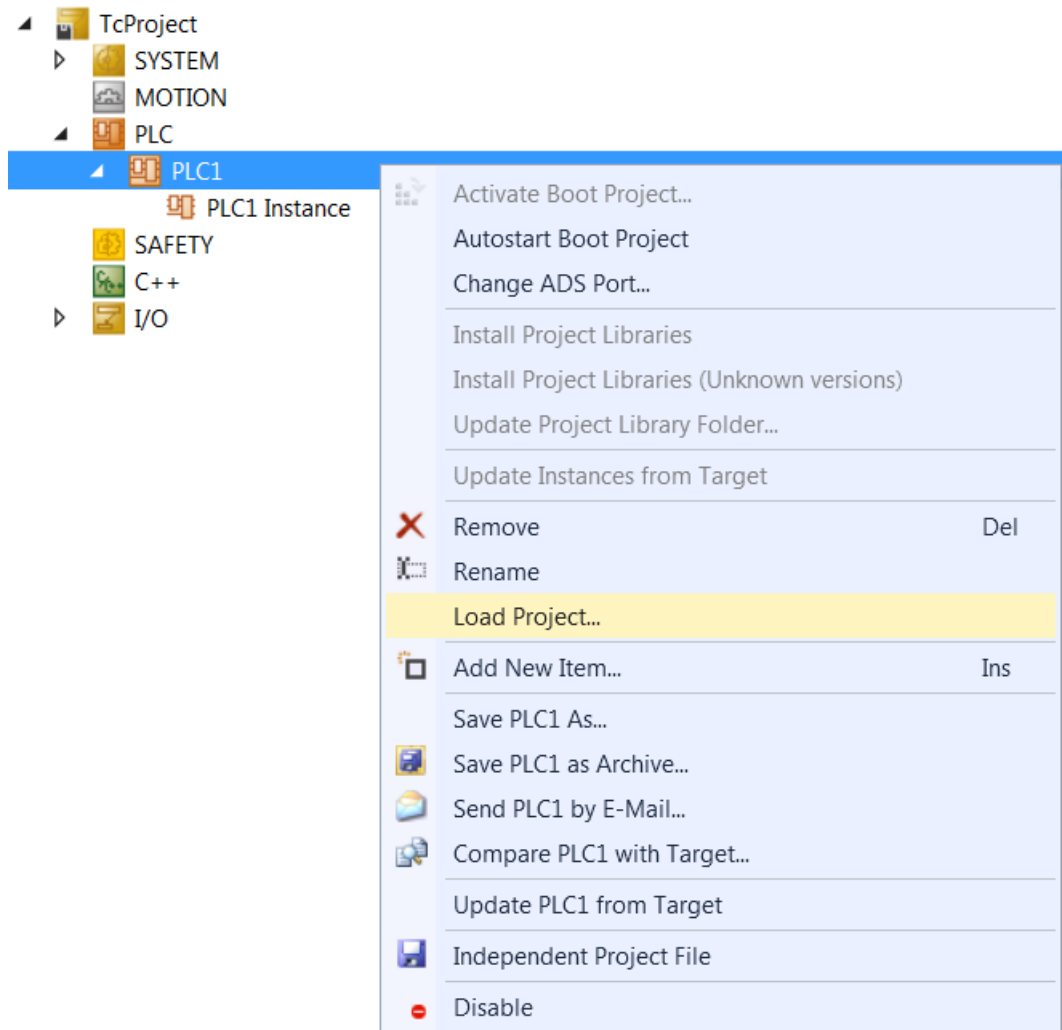 TcProject
SYSTEM
MOTION
PLC
PLC1
PLC1 Instance
SAFETY
C++
I/O
Activate Boot Project...
Autostart Boot Project
Change ADS Port...
Install Project Libraries
Install Project Libraries (Unknown versions)
Update Project Library Folder...
Update Instances from Target
Remove Del
Rename
Load Project...
Add New Item... Ins
Save PLC1 As...
Save PLC1 as Archive...
Send PLC1 by E-Mail...
Compare PLC1 with Target...
Update PLC1 from Target
Independent Project File
Disable